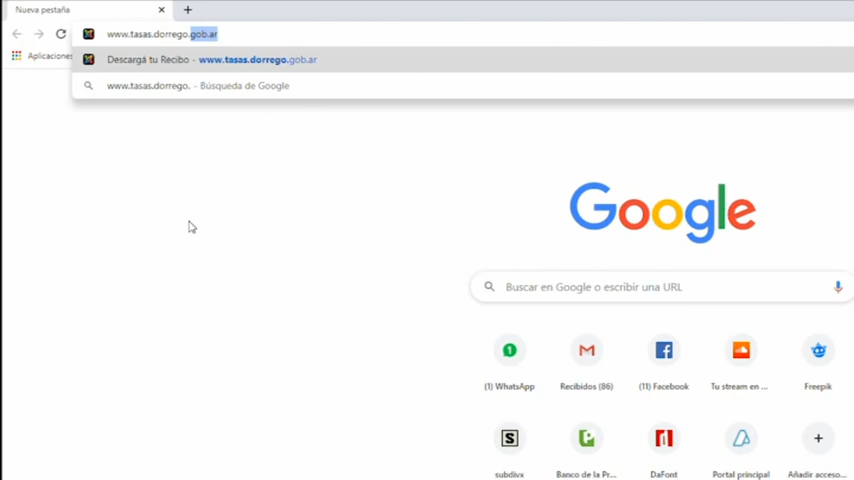 Nueva pestaña
www.tasas.dorrego.gob.ar
Aplicaciones
Descargá tu Recibo - www.tasas.dorrego.gob.ar
www.tasas.dorrego. - Búsqueda de Google
Google
Buscar en Google o escribir una URL
(1) WhatsApp
Recibidos (86)
(11) Facebook
Tu stream en ...
Freepik
subdivx
Banco de la Pr...
DaFont
Portal principal
Añadir acceso...